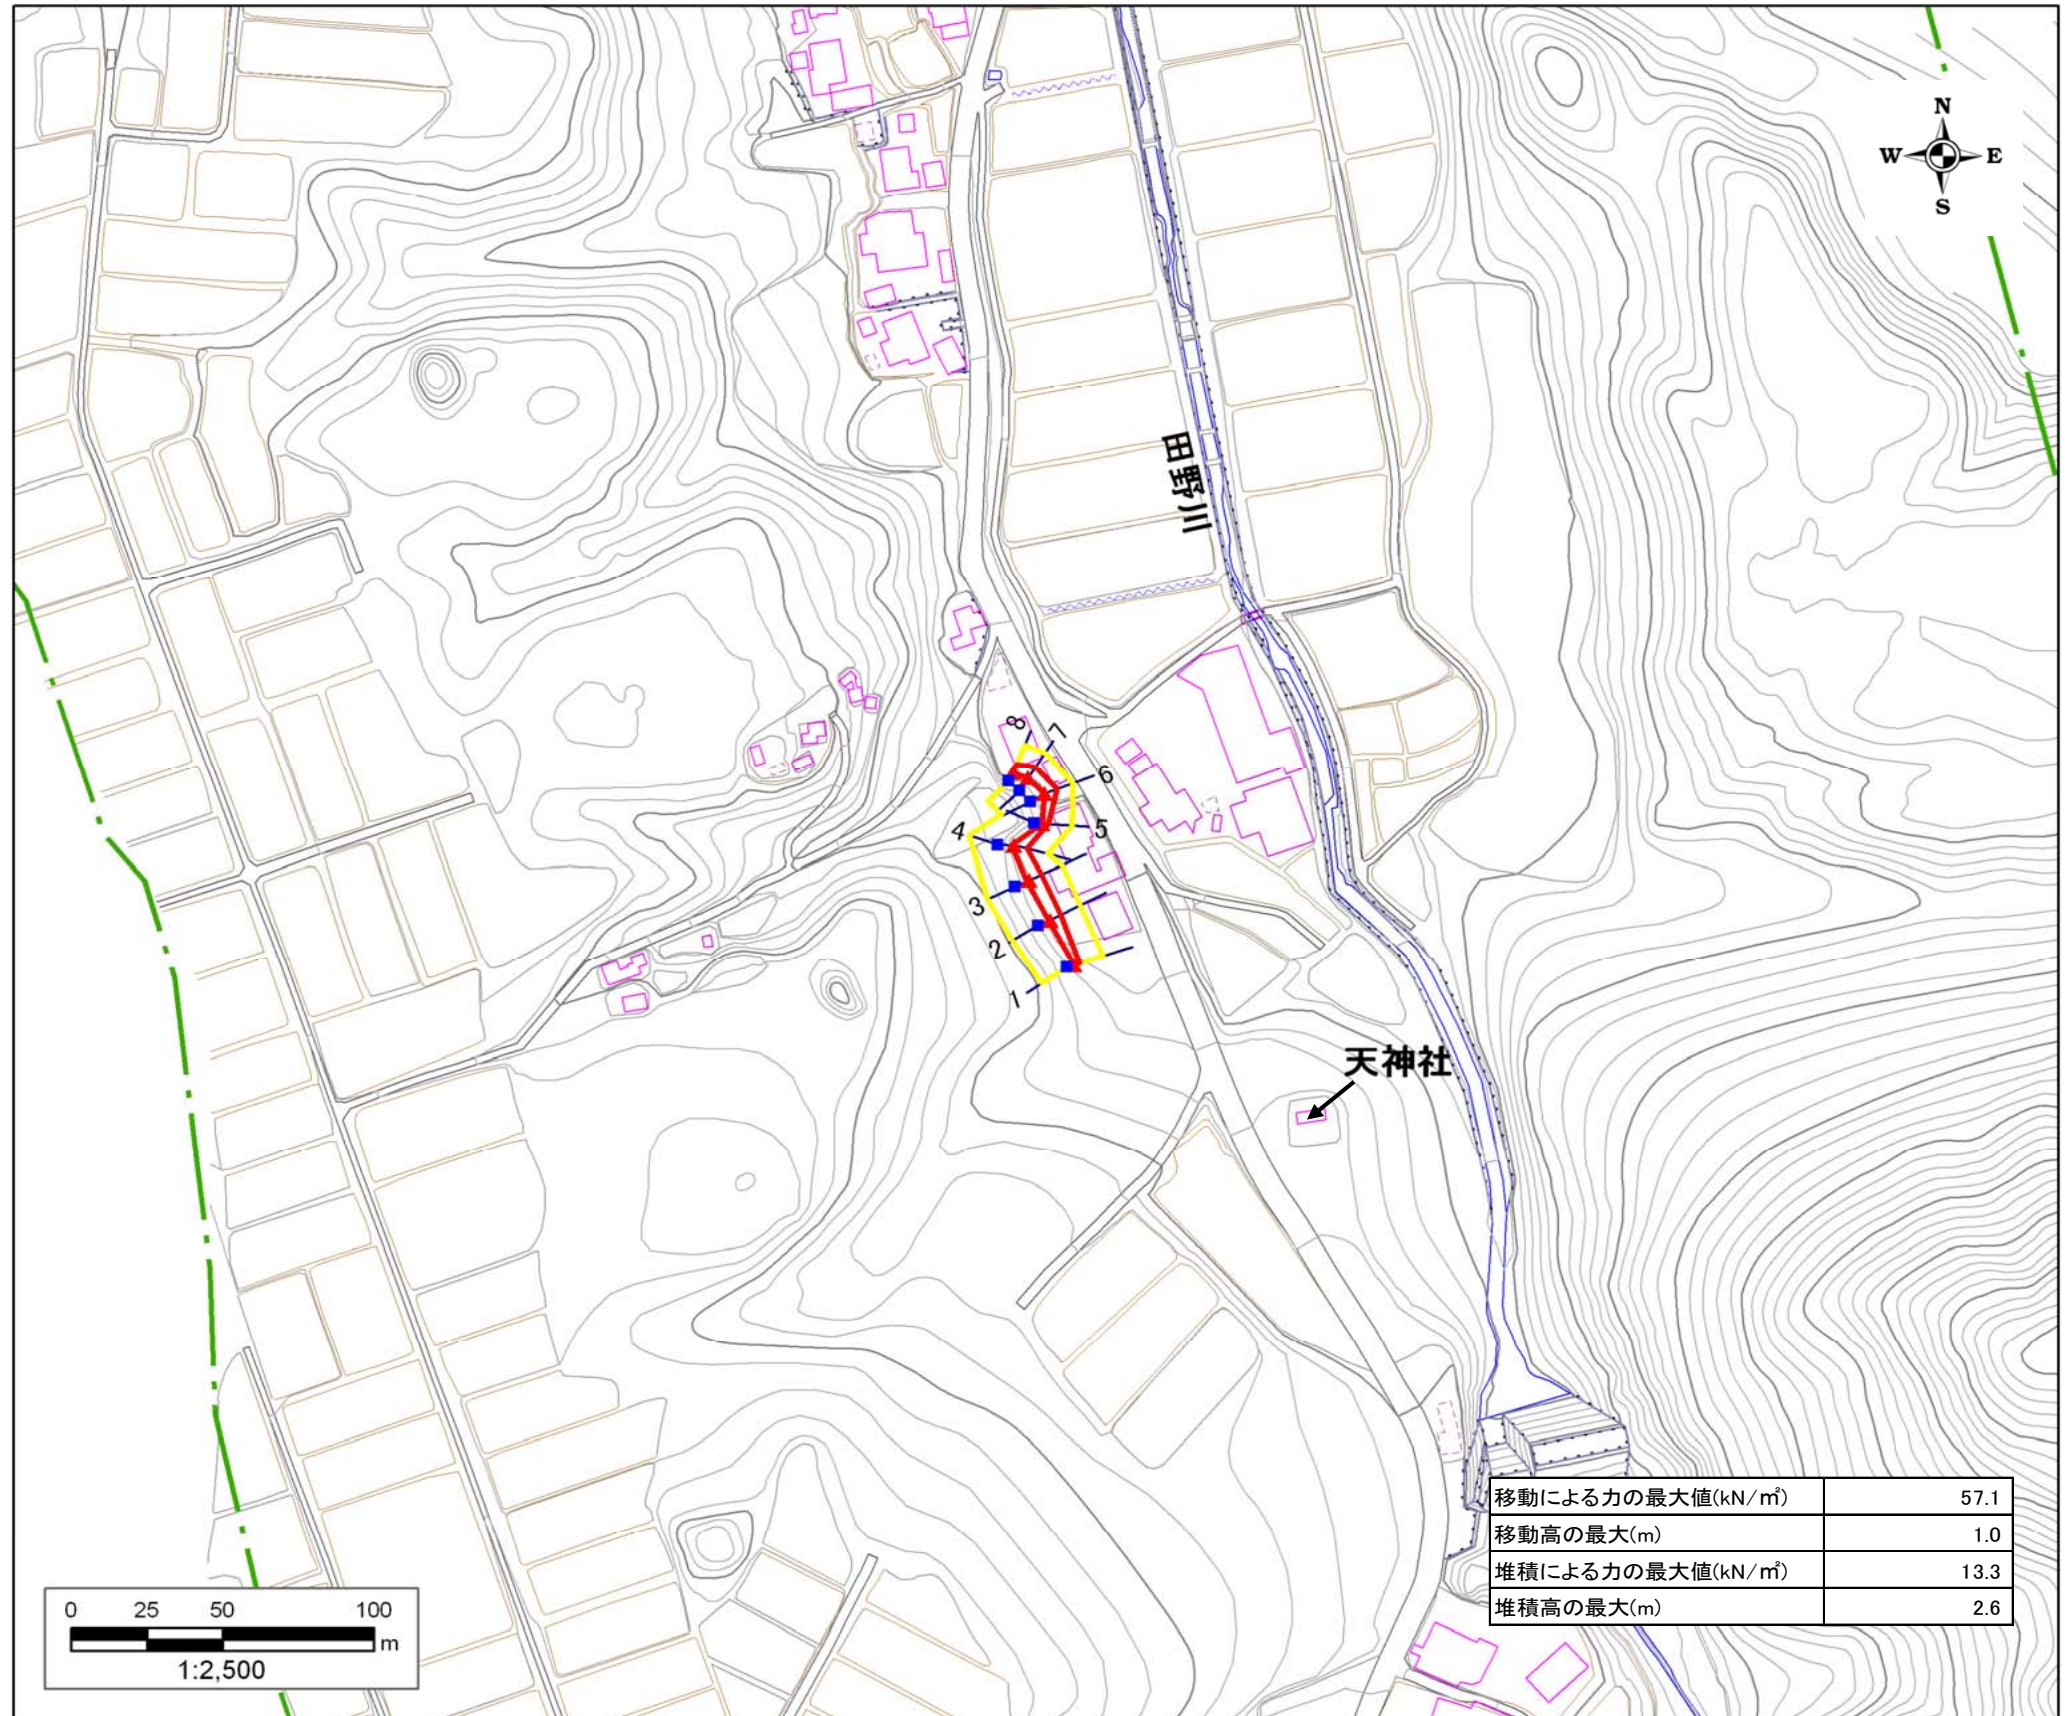 N
W E
S
田野川
8
7
6
5
4
3
2
1
天神社
移動による力の最大値(kN/㎡) 57.1
移動高の最大(m) 1.0
堆積による力の最大値(kN/㎡) 13.3
堆積高の最大(m) 2.6
0 25 50 100
m
1:2,500